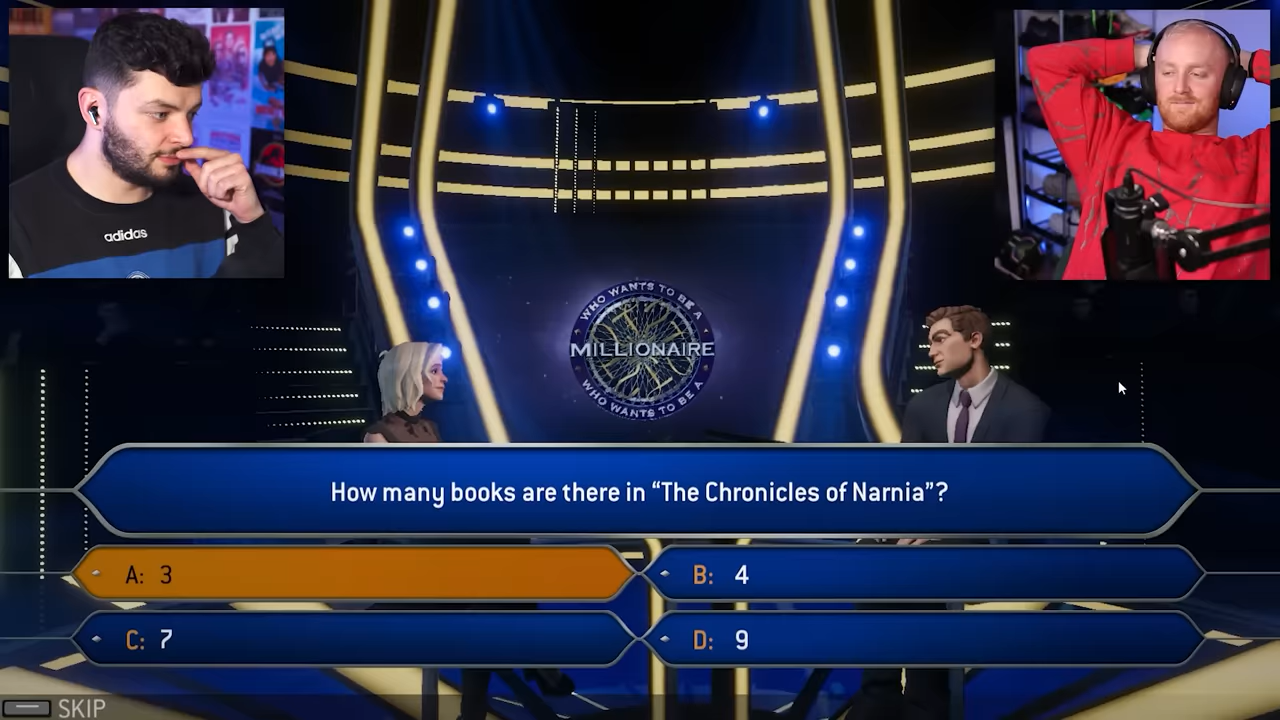 adidas
WHO WANTS TO BE A
MILLIONAIRE
WHO WANTS TO BE A
How many books are there in “The Chronicles of Narnia”?
A: 3
B: 4
C: 7
D: 9
SKIP